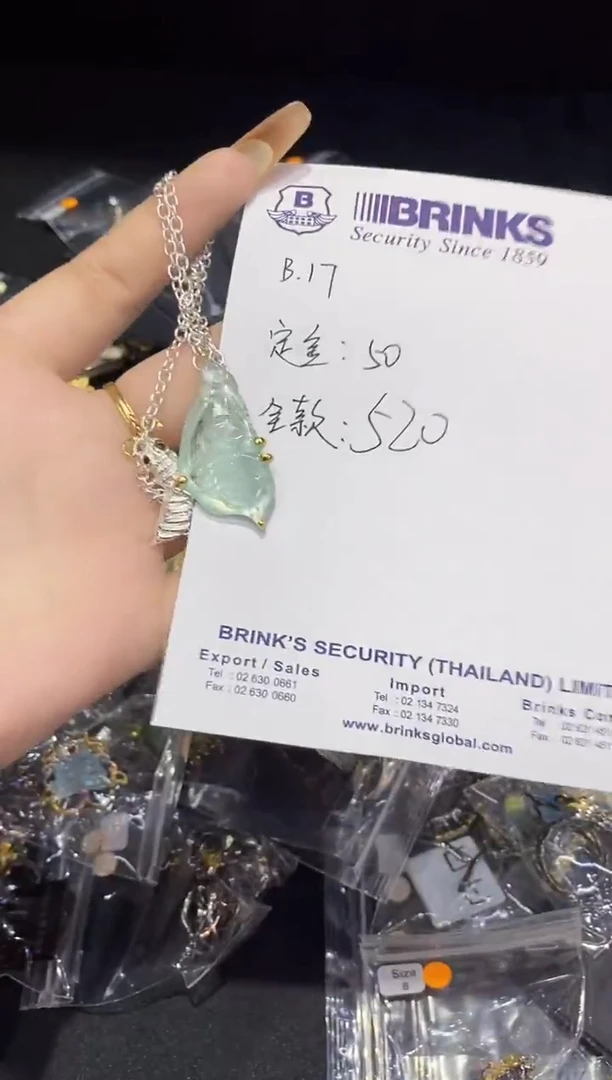 B
BRINKS
Security Since 1859
B.17
定金: 50
全款: 520
BRINK'S SECURITY (THAILAND)
Export / Sales
Tel : 02 630 0661
Fax : 02 630 0660
Import
Tel : 02 134 7324
Fax : 02 134 7330
Brinks
www.brinksglobal.com
Size
8